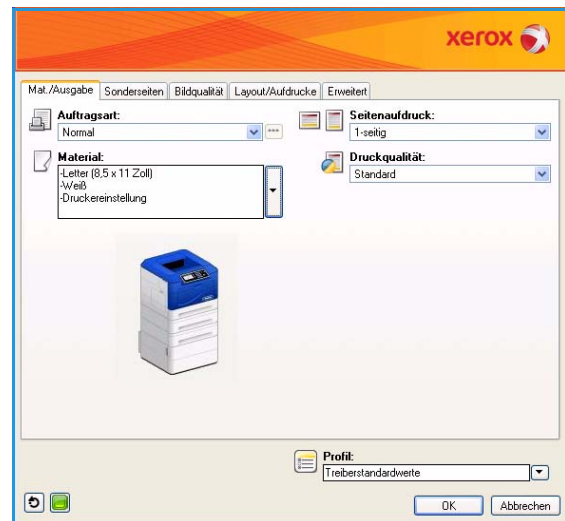 xerox
Mat./Ausgabe Sonderseiten Bildqualität Layout/Aufdrucke Erweitert
Auftragsart:
Normal
Seitenaufdruck:
1-seitig
Material:
-Letter (8,5 x 11 Zoll)
-Weiß
-Druckereinstellung
Druckqualität:
Standard
Profil:
Treiberstandardwerte
OK Abbrechen